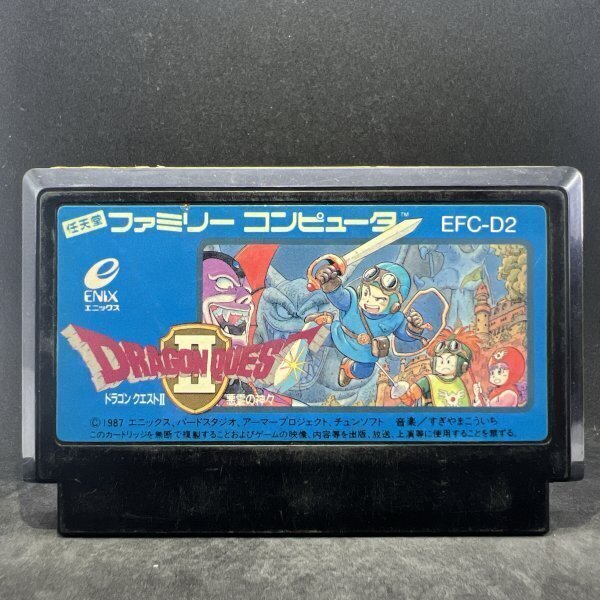 任天堂 ファミリー コンピュータ™ EFC-D2
ENIX
エニックス
DRAGON QUEST
II
ドラゴンクエストII 悪霊の神々
©1987 エニックス、バードスタジオ、アーマープロジェクト、チュンソフト 音楽/すぎやまこういち
このカートリッジを無断で複製することおよびゲームの映像、内容等を出版、放送、上演等に使用することを禁ずる。